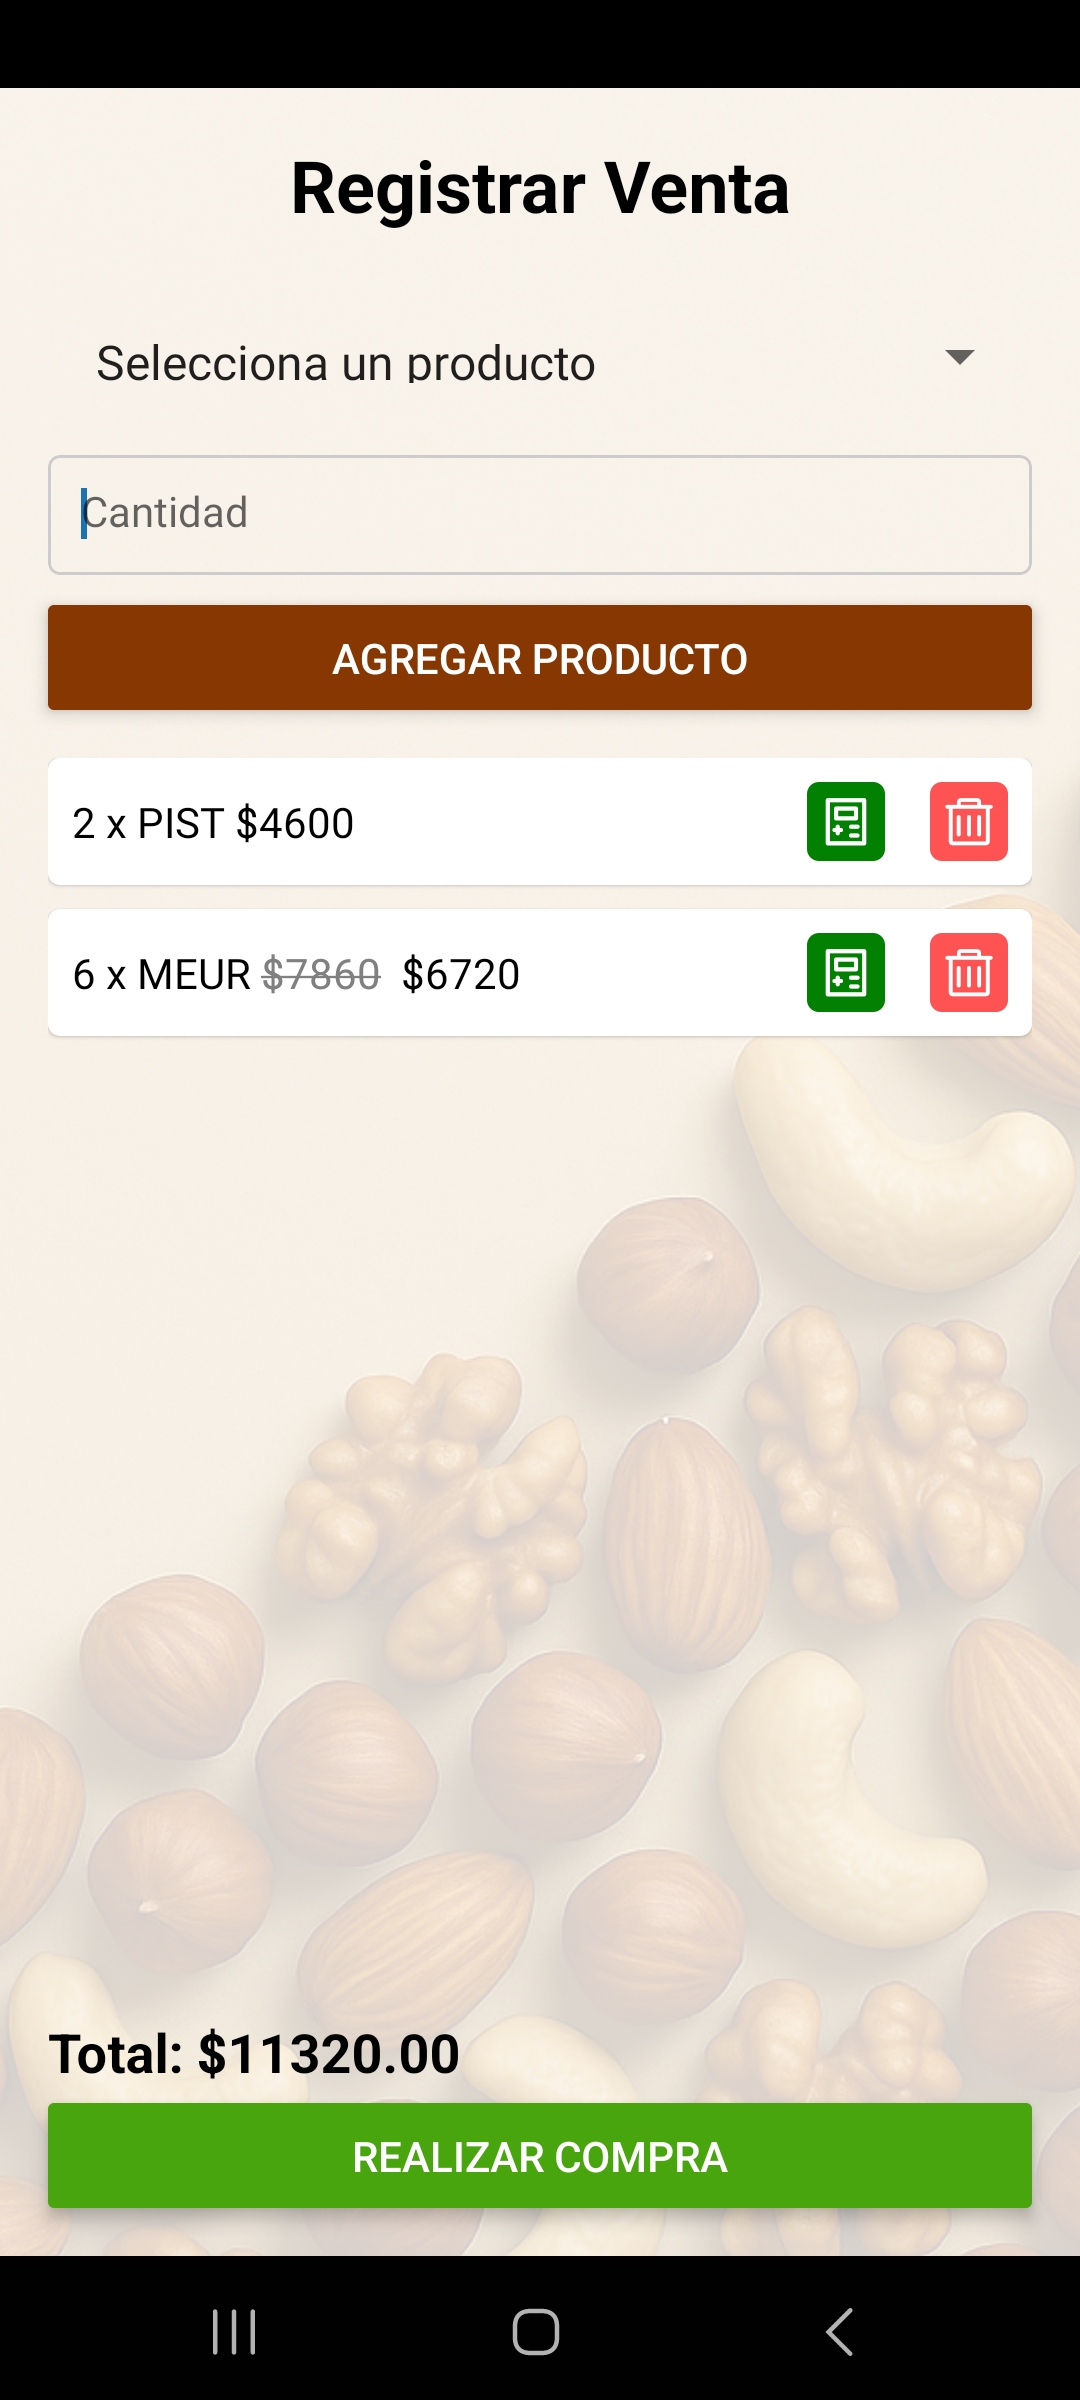 Registrar Venta
Selecciona un producto
Cantidad
AGREGAR PRODUCTO
2 x PIST $4600
6 x MEUR $7860 $6720
Total: $11320.00
REALIZAR COMPRA